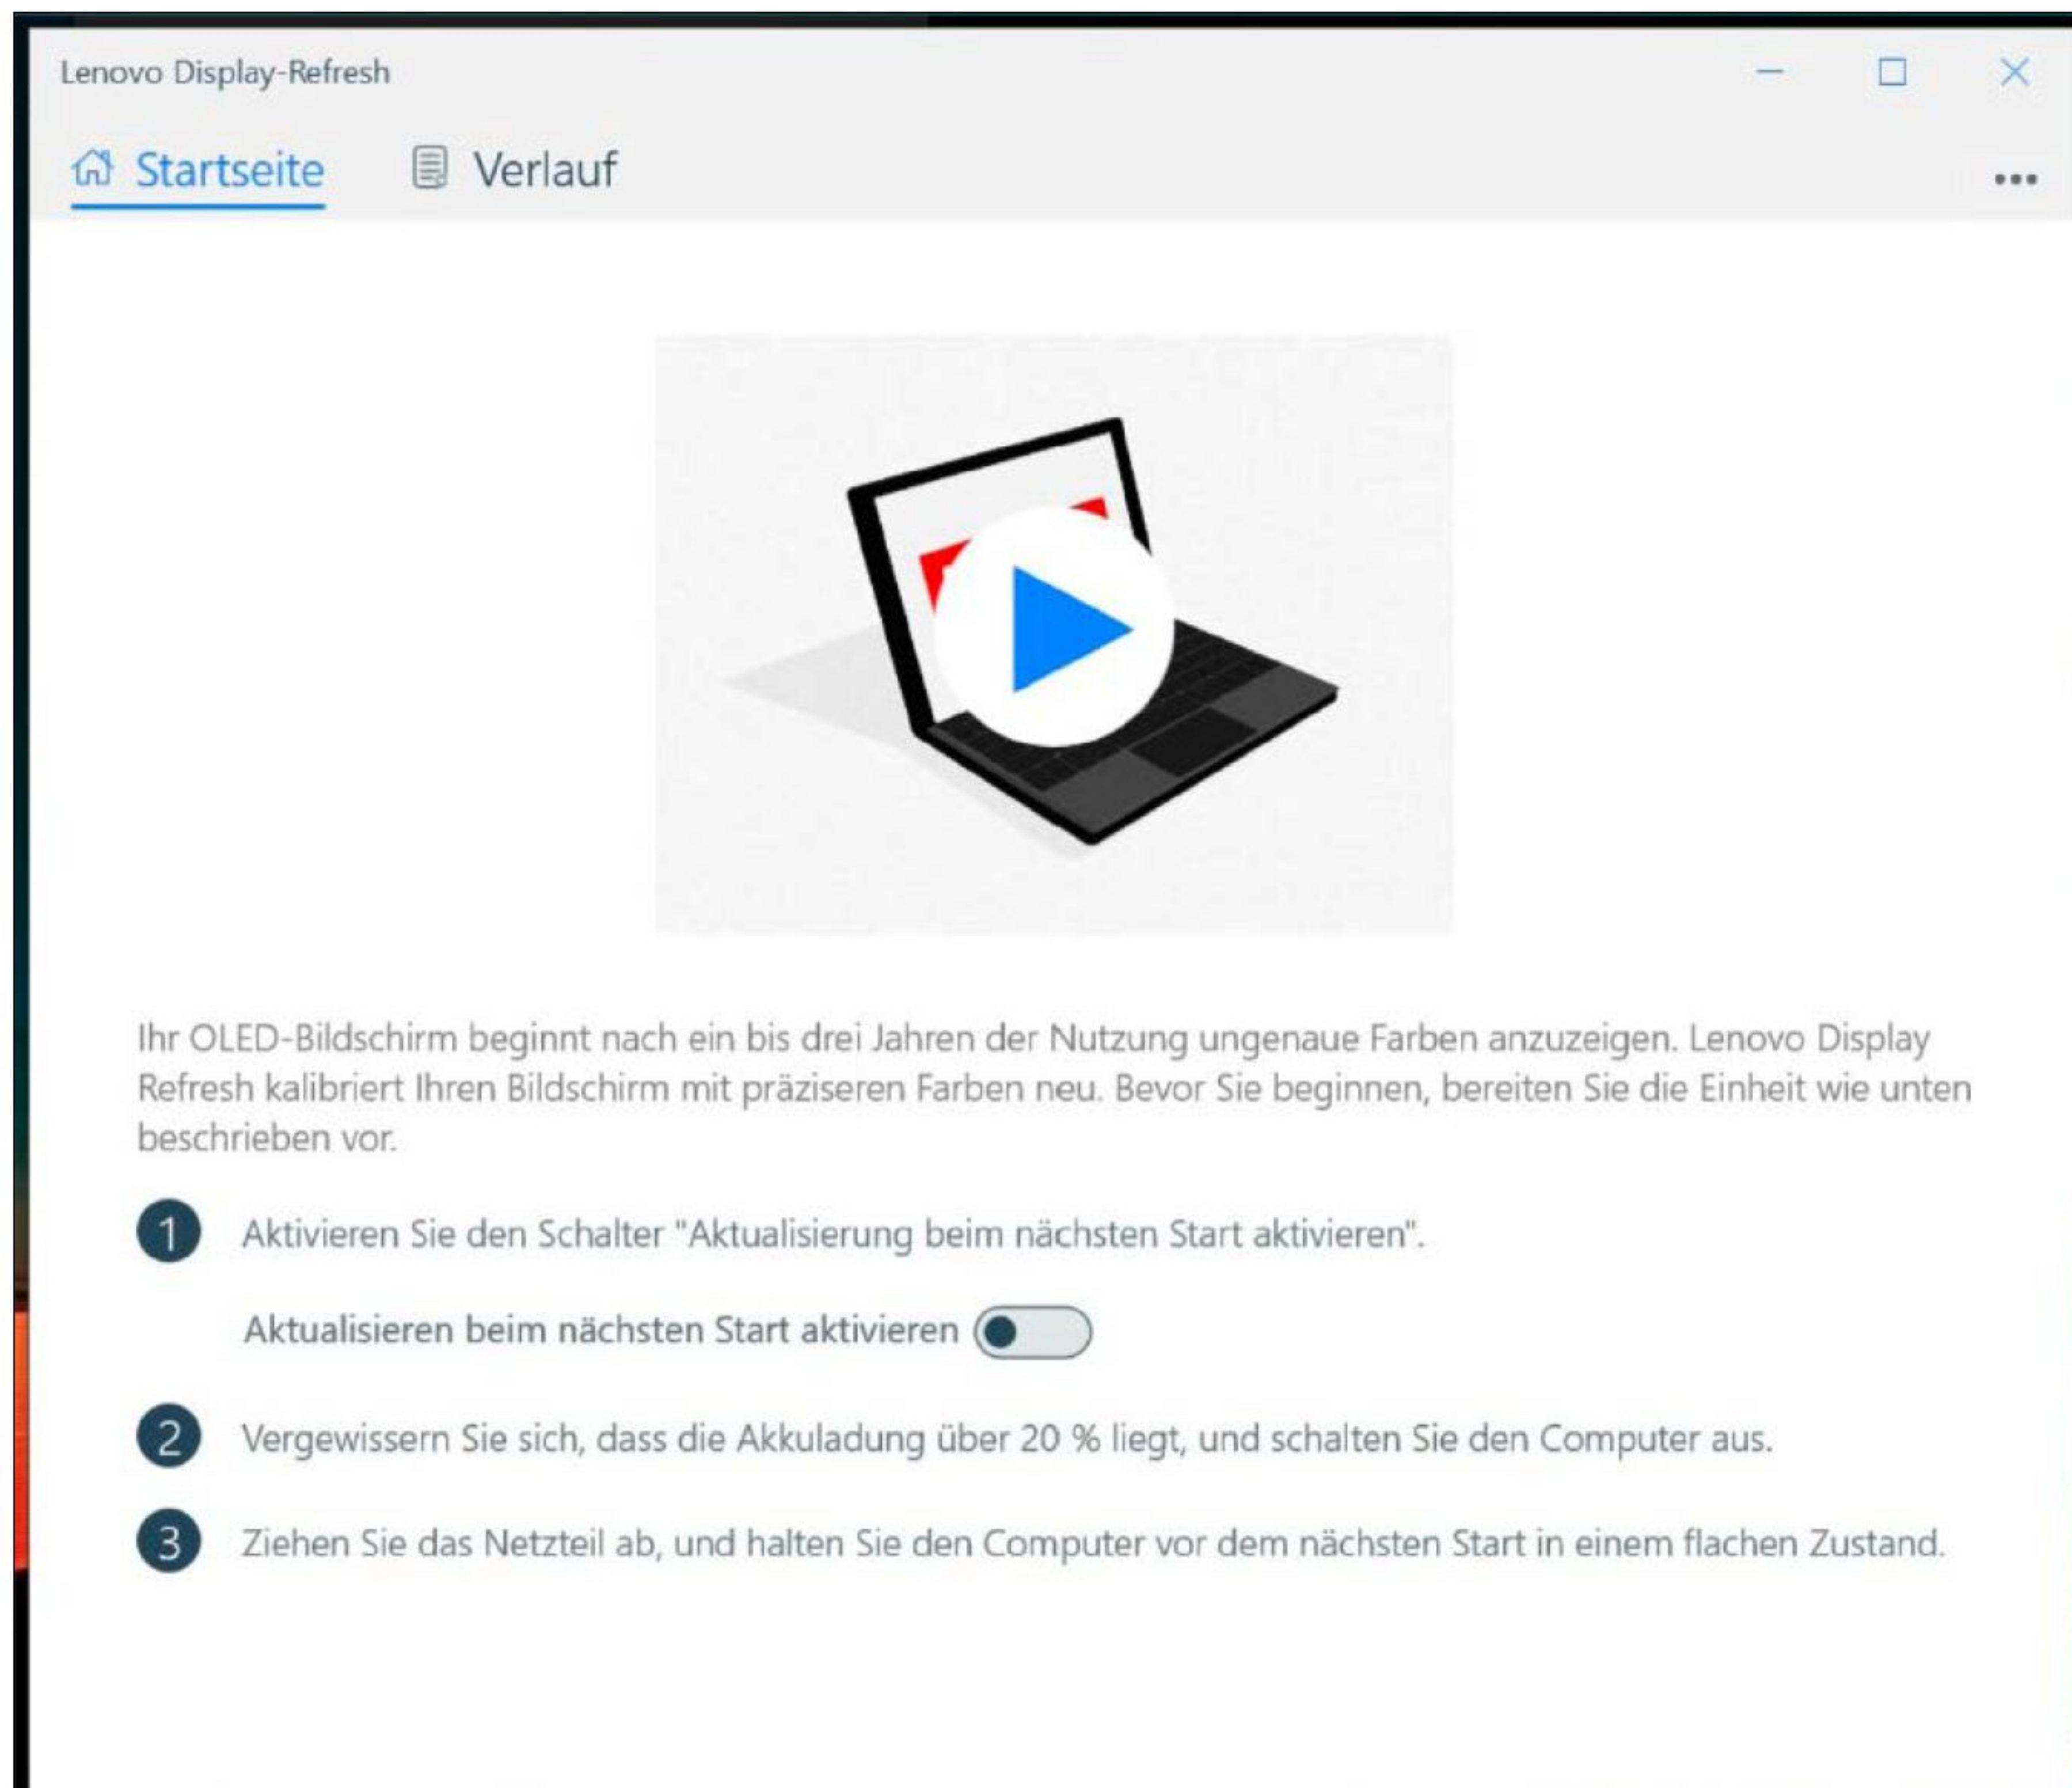 Lenovo Display-Refresh
Startseite
Verlauf
Ihr OLED-Bildschirm beginnt nach ein bis drei Jahren der Nutzung ungenaue Farben anzuzeigen. Lenovo Display
Refresh kalibriert Ihren Bildschirm mit präziseren Farben neu. Bevor Sie beginnen, bereiten Sie die Einheit wie unten
beschrieben vor.
1 Aktivieren Sie den Schalter "Aktualisierung beim nächsten Start aktivieren".
Aktualisieren beim nächsten Start aktivieren
2 Vergewissern Sie sich, dass die Akkuladung über 20 % liegt, und schalten Sie den Computer aus.
3 Ziehen Sie das Netzteil ab, und halten Sie den Computer vor dem nächsten Start in einem flachen Zustand.